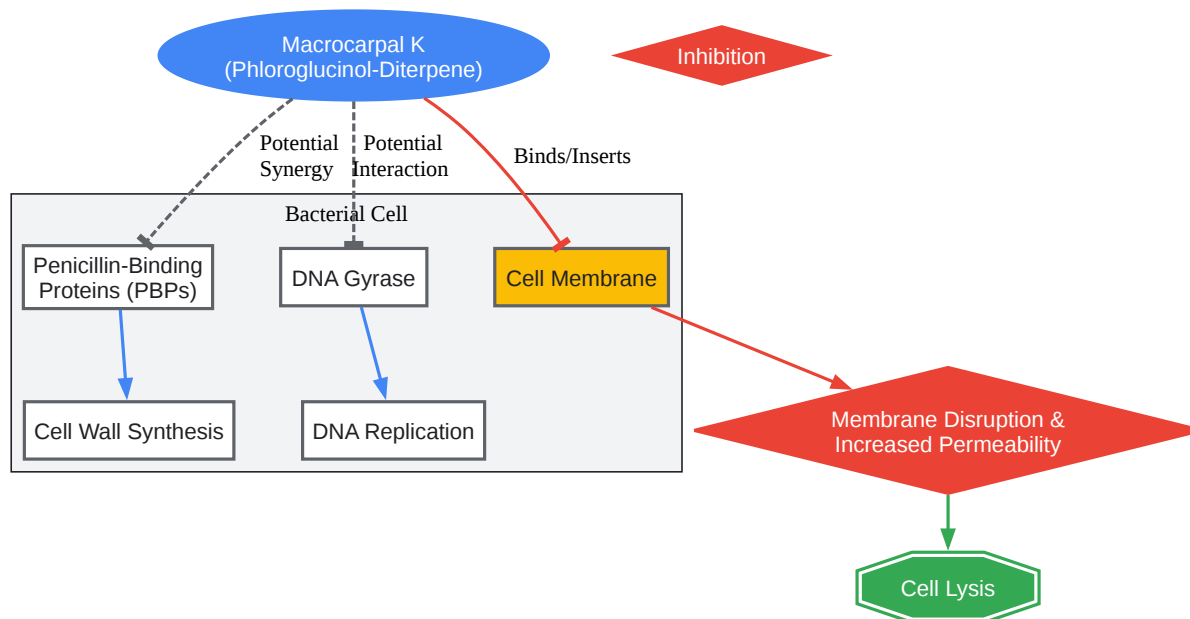 Macrocarpal K
(Phloroglucinol-Diterpene)
Inhibition
Potential
Synergy
Potential
Interaction
Binds/Inserts
Bacterial Cell
Penicillin-Binding
Proteins (PBPs)
DNA Gyrase
Cell Membrane
Cell Wall Synthesis
DNA Replication
Membrane Disruption &
Increased Permeability
Cell Lysis